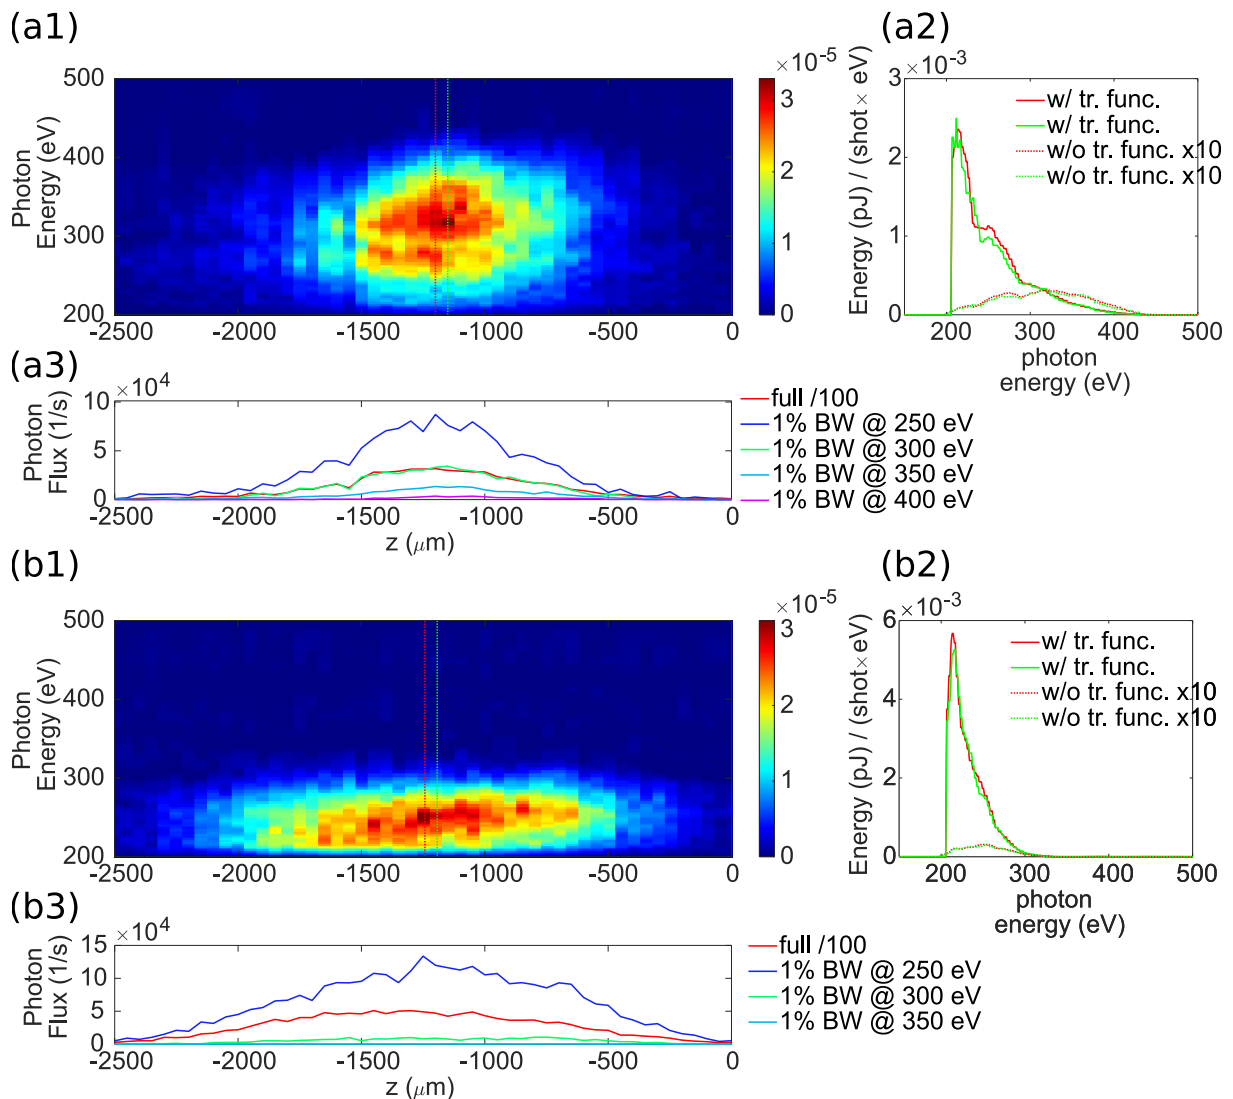 (a1)
(a2)
Photon
Energy (eV)
500
400
300
200
-2500
-2000
-1500
-1000
-500
0
×10-5
3
2
1
0
Energy (pJ) / (shot× eV)
×10-3
3
2
1
0
w/ tr. func.
w/ tr. func.
w/o tr. func. x10
w/o tr. func. x10
200
300
400
500
photon
energy (eV)
(a3)
Photon
Flux (1/s)
×10 4
10
5
0
-2500
-2000
-1500
-1000
-500
0
z (μm)
full /100
1% BW @ 250 eV
1% BW @ 300 eV
1% BW @ 350 eV
1% BW @ 400 eV
(b1)
(b2)
Photon
Energy (eV)
500
400
300
200
-2500
-2000
-1500
-1000
-500
0
×10-5
3
2
1
0
Energy (pJ) / (shot×eV)
×10-3
6
4
2
0
w/ tr. func.
w/ tr. func.
w/o tr. func. x10
w/o tr. func. x10
200
300
400
500
photon
energy (eV)
(b3)
Photon
Flux (1/s)
×10 4
15
10
5
0
-2500
-2000
-1500
-1000
-500
0
z (μm)
full /100
1% BW @ 250 eV
1% BW @ 300 eV
1% BW @ 350 eV